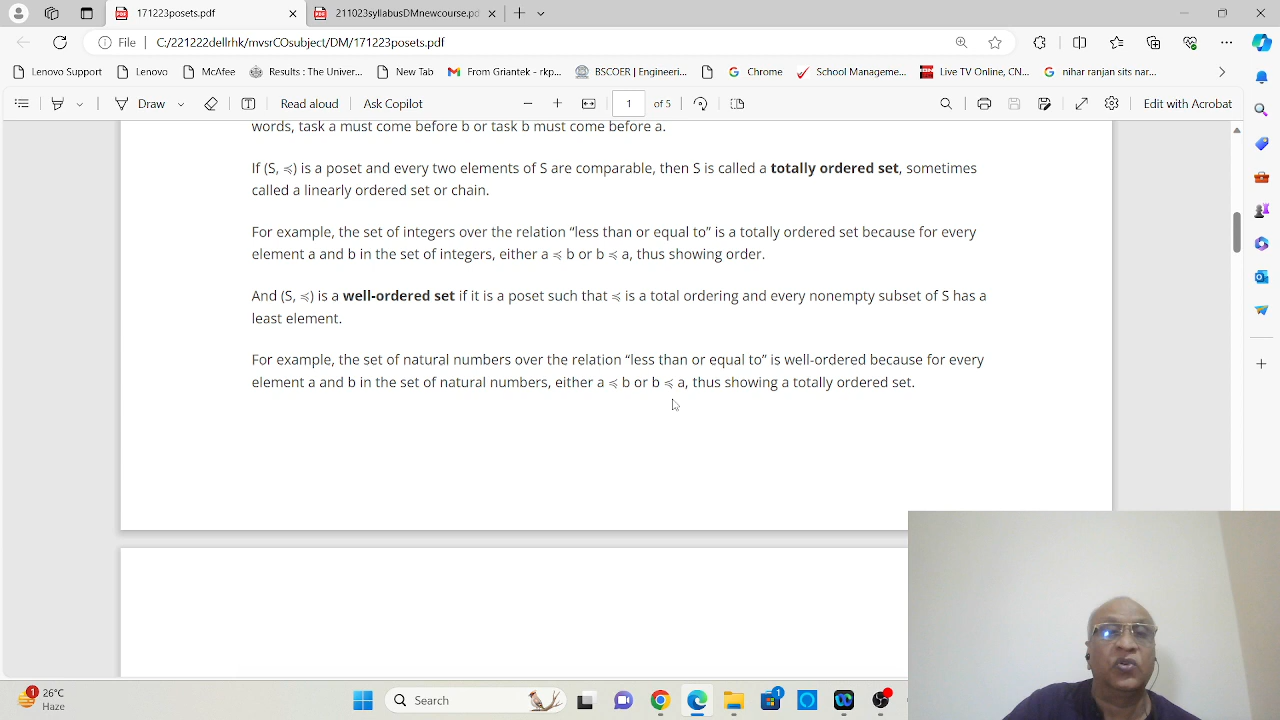 171223posets.pdf
211023syllabusDMnewcourse.pd
File
C:/221222dellrhk/mvsrCOsubject/DM/171223posets.pdf
Lenovo Support
Lenovo
McAfee
Results : The Univer...
New Tab
From Griantek - rkp...
BSCOER | Engineeri...
Chrome
School Manageme...
Live TV Online, CN...
nihar ranjan sits nar...
Draw
Read aloud
Ask Copilot
1 of 5
Edit with Acrobat
words, task a must come before b or task b must come before a.
If (S, ≼) is a poset and every two elements of S are comparable, then S is called a totally ordered set, sometimes
called a linearly ordered set or chain.
For example, the set of integers over the relation “less than or equal to” is a totally ordered set because for every
element a and b in the set of integers, either a ≼ b or b ≼ a, thus showing order.
And (S, ≼) is a well-ordered set if it is a poset such that ≼ is a total ordering and every nonempty subset of S has a
least element.
For example, the set of natural numbers over the relation “less than or equal to” is well-ordered because for every
element a and b in the set of natural numbers, either a ≼ b or b ≼ a, thus showing a totally ordered set.
1
26°C
Haze
Search
1